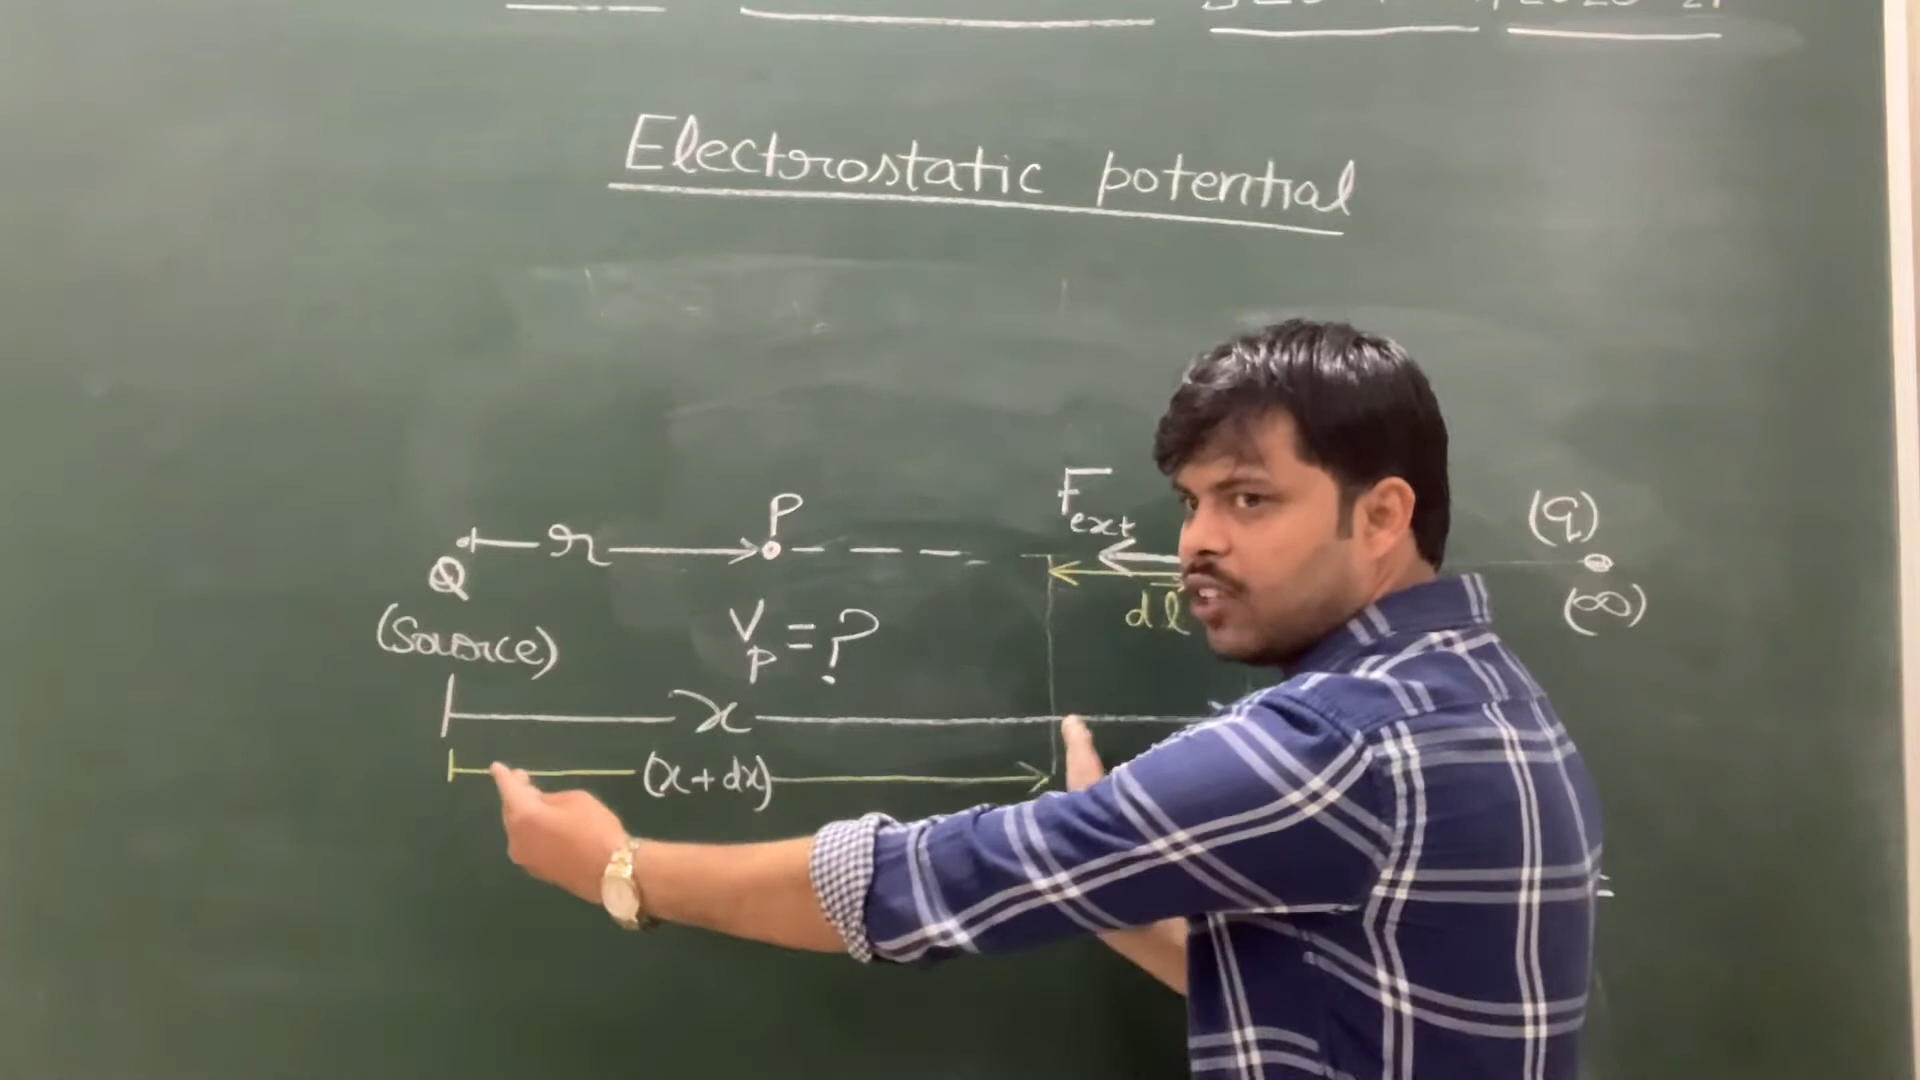 Electrostatic potential
P
F ext
(q)
Q
r
dl
(∞)
(Source)
V P = ?
x
(x+dx)